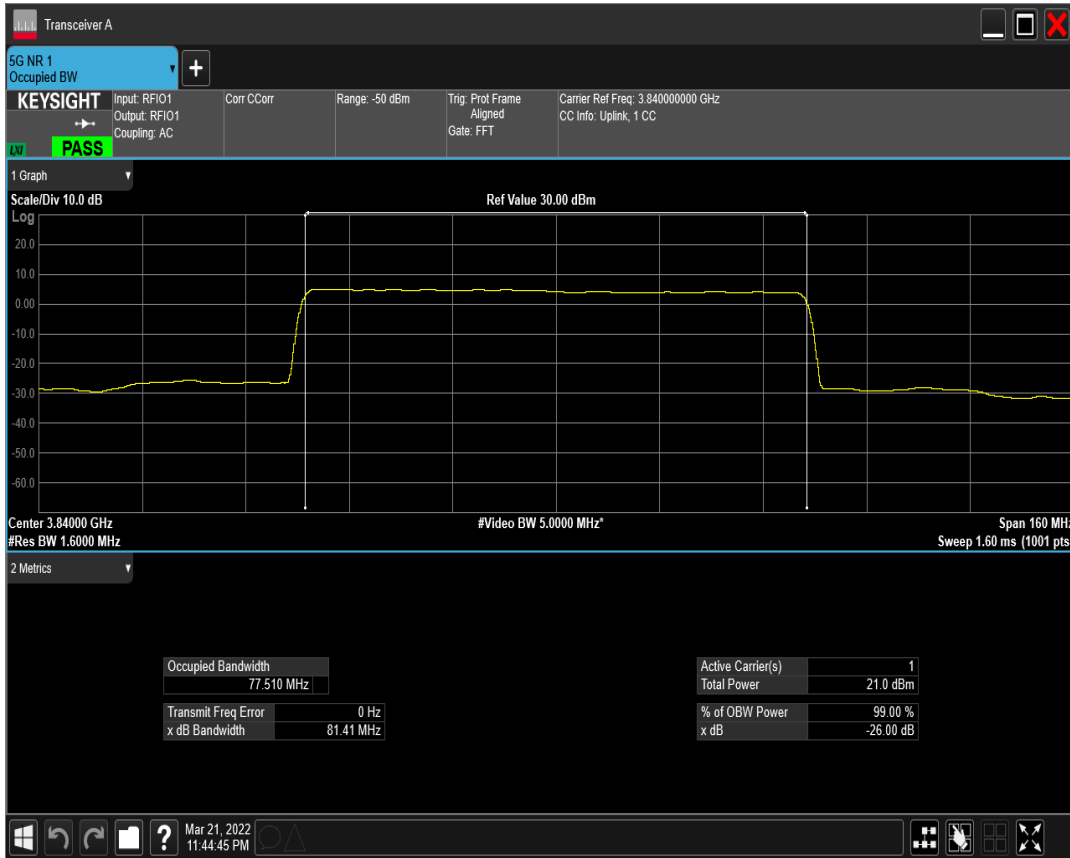 Transceiver A
5G NR 1
Occupied BW
+
KEYSIGHT
LXI
PASS
Input: RFIO1
Output: RFIO1
Coupling: AC
Corr CCorr
Range: -50 dBm
Trig: Prot Frame
Aligned
Gate: FFT
Carrier Ref Freq: 3.840000000 GHz
CC Info: Uplink, 1 CC
1 Graph
Scale/Div 10.0 dB
Ref Value 30.00 dBm
Log
20.0
10.0
0.00
-10.0
-20.0
-30.0
-40.0
-50.0
-60.0
Center 3.84000 GHz
#Video BW 5.0000 MHz*
Span 160 MHz
#Res BW 1.6000 MHz
Sweep 1.60 ms (1001 pts
2 Metrics
Occupied Bandwidth
77.510 MHz
Transmit Freq Error 0 Hz
x dB Bandwidth 81.41 MHz
Active Carrier(s) 1
Total Power 21.0 dBm
% of OBW Power 99.00 %
x dB -26.00 dB
?
Mar 21, 2022
11:44:45 PM